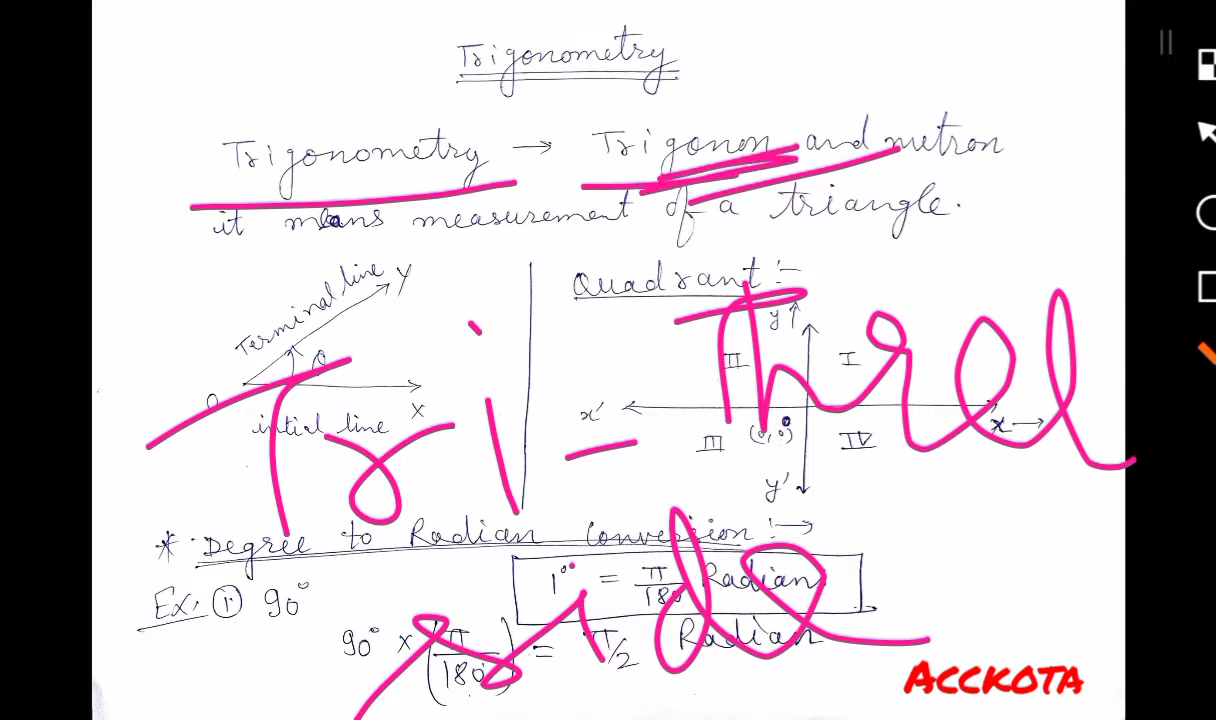 Trigonometry
Trigonometry → Trigonon and metron
it means measurement of a triangle.
Terminal line Y
θ
O
initial line
X
Quadrant :-
y ↑
II
I
x'
x →
III
(0,0)
IV
y'
Tri - Three
side
* Degree to Radian Conversion :→
1° = π/180 Radian
Ex: ① 90°
90° × (π/180°) = π/2 Radian
ACCKOTA